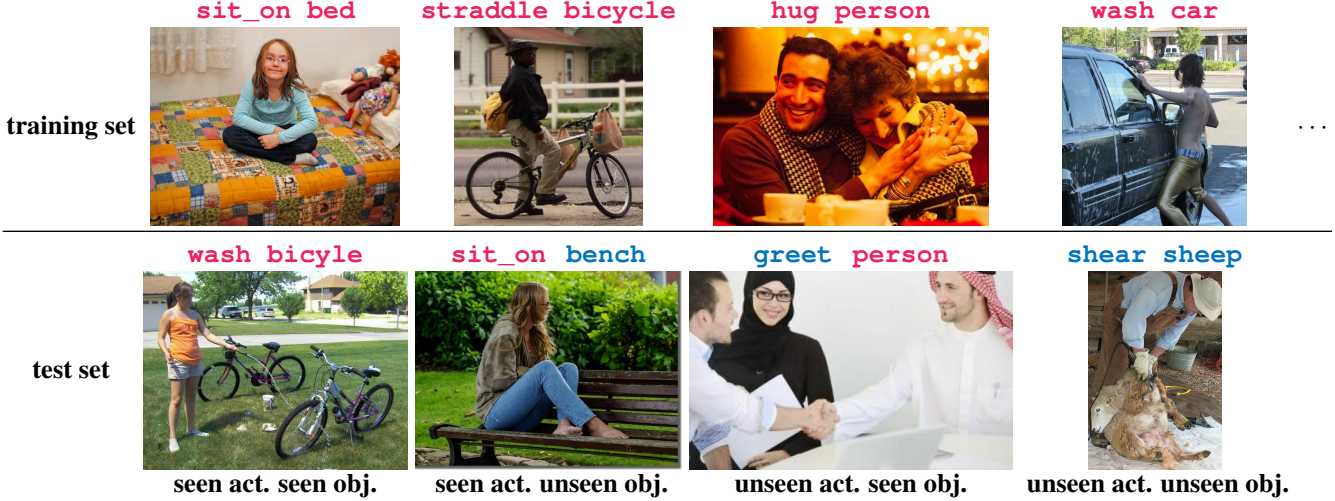 sit_on bed straddle bicycle hug person wash car
training set ...
wash bicyle sit_on bench greet person shear sheep
test set
seen act. seen obj. seen act. unseen obj. unseen act. seen obj. unseen act. unseen obj.